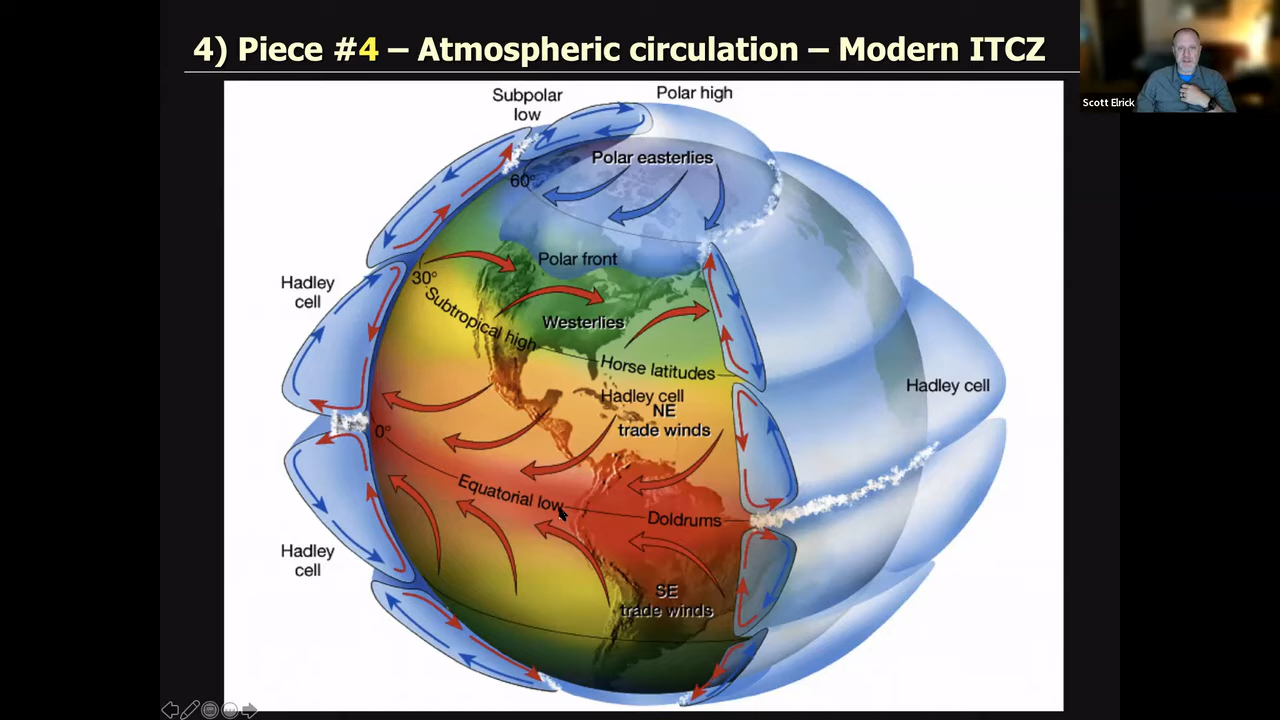 4) Piece #4 – Atmospheric circulation – Modern ITCZ
Scott Elrick
Subpolar
low
Polar high
Polar easterlies
60°
Polar front
Hadley
cell
30°
Subtropical high
Westerlies
Horse latitudes
Hadley cell
Hadley cell
NE
trade winds
0°
Equatorial low
Doldrums
Hadley
cell
SE
trade winds